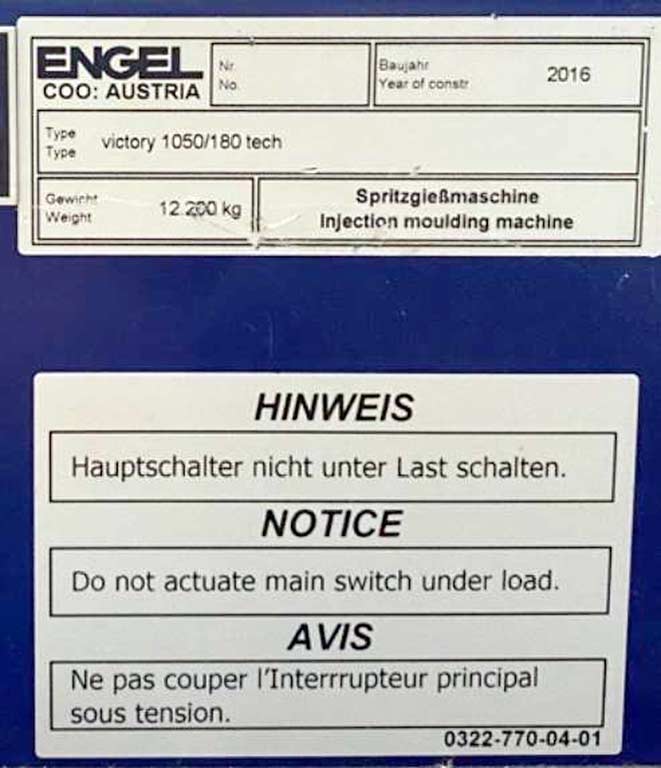 ENGEL
COO: AUSTRIA
Nr.
No.
Baujahr
Year of constr
2016
Type
Type
victory 1050/180 tech
Gewicht
Weight
12.200 kg
Spritzgießmaschine
Injection moulding machine
HINWEIS
Hauptschalter nicht unter Last schalten.
NOTICE
Do not actuate main switch under load.
AVIS
Ne pas couper l'Interrrupteur principal
sous tension.
0322-770-04-01